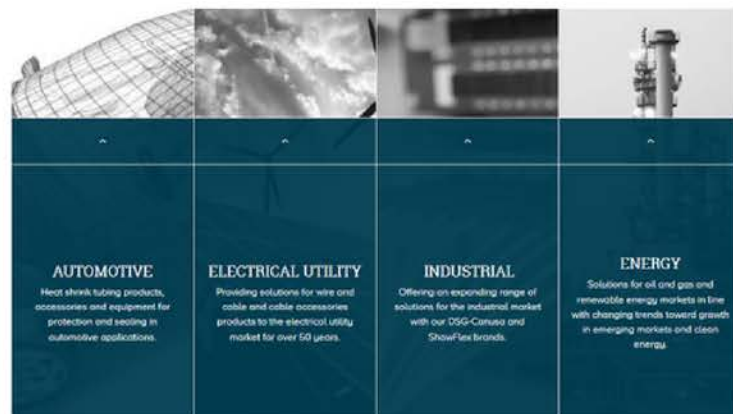 AUTOMOTIVE
Heat shrink tubing products,
accessories and equipment for
protection and sealing in
automotive applications.
ELECTRICAL UTILITY
Providing solutions for wire and
cable and cable accessories
products to the electrical utility
market for over 50 years.
INDUSTRIAL
Offering an expanding range of
solutions for the industrial market
with our DSG-Canusa and
ShawFlex brands.
ENERGY
Solutions for oil and gas and
renewable energy markets in line
with changing trends toward growth
in emerging markets and clean
energy.